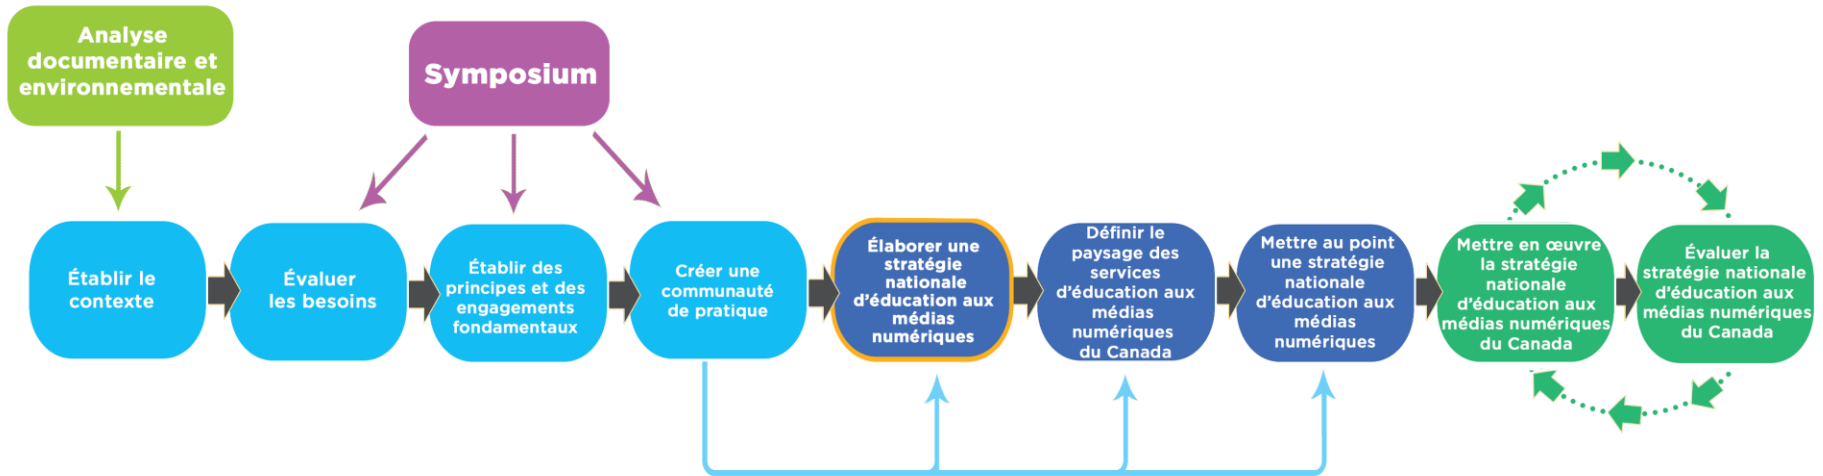 Analyse
documentaire et
environnementale
Symposium
Établir le
contexte
Évaluer
les besoins
Établir des
principes et des
engagements
fondamentaux
Créer une
communauté
de pratique
Élaborer une
stratégie
nationale
d'éducation aux
médias
numériques
Définir le
paysage des
services
d'éducation aux
médias
numériques
du Canada
Mettre au point
une stratégie
nationale
d'éducation aux
médias
numériques
Mettre en œuvre
la stratégie
nationale
d'éducation aux
médias numériques
du Canada
Évaluer la
stratégie nationale
d'éducation aux
médias numériques
du Canada